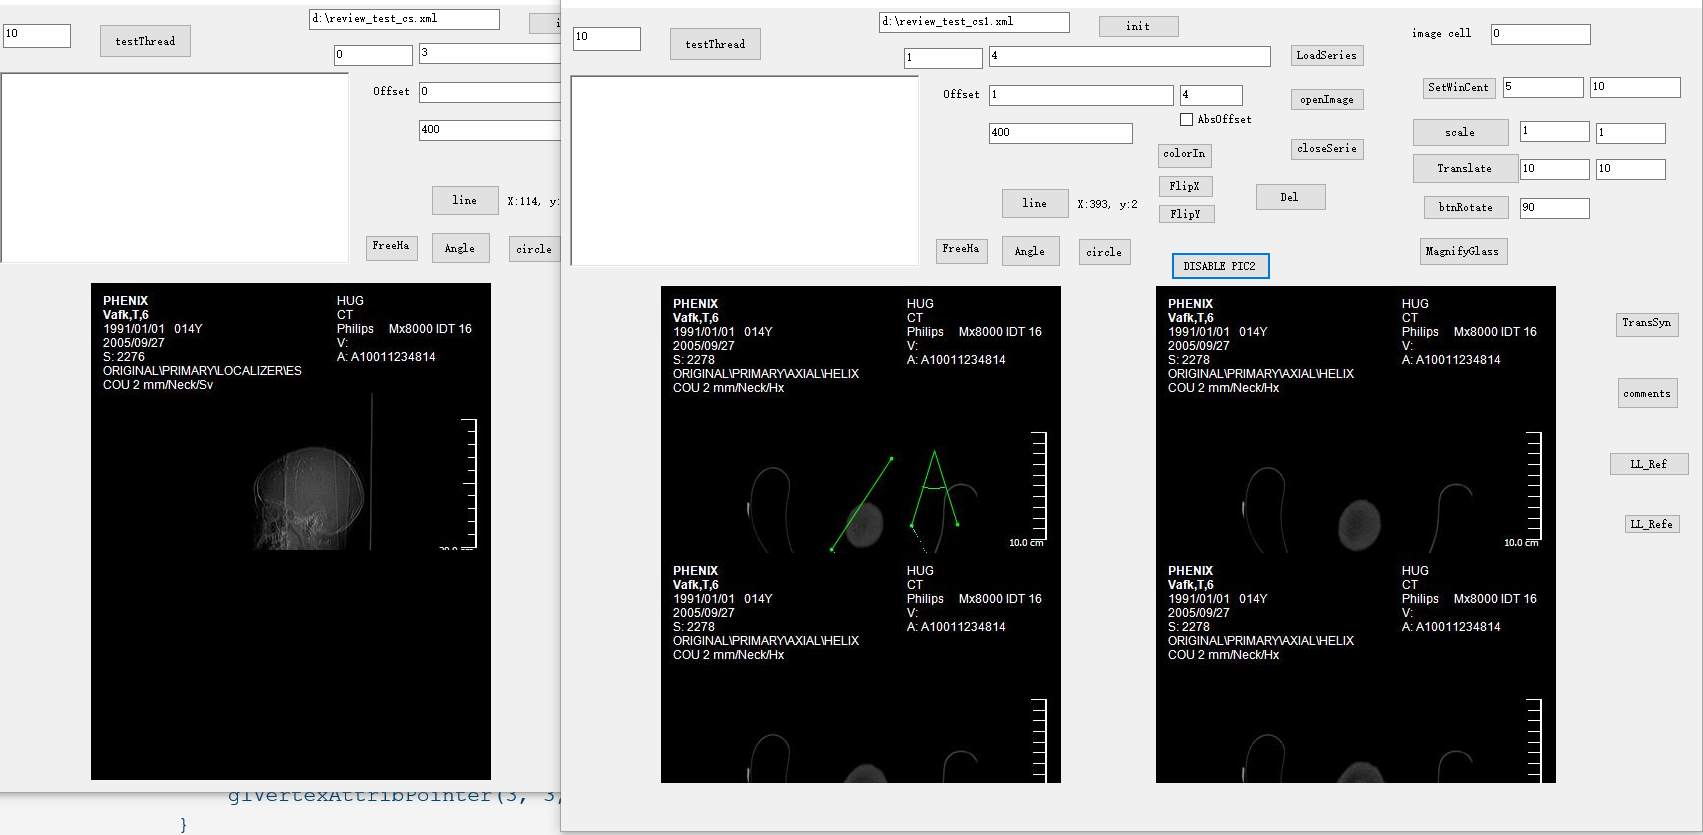 10
testThread
d:\review_test_cs.xml
0
3
Offset
0
400
line
X:114, y:
FreeHa
Angle
circle
PHENIX
Vafk,T,6
1991/01/01 014Y
2005/09/27
S: 2276
ORIGINAL\PRIMARY\LOCALIZER\ES
COU 2 mm/Neck/Sv
HUG
CT
Philips Mx8000 IDT 16
V:
A: A10011234814
glVertexAttribPointer(3, 3,
}
10
testThread
d:\review_test_cs1.xml
init
1
4
LoadSeries
image cell
0
Offset
1
4
openImage
SetWinCent
5
10
AbsOffset
400
closeSerie
scale
1
1
colorIn
Translate
10
10
FlipX
line
X:393, y:2
FlipY
Del
btnRotate
90
FreeHa
Angle
circle
MagnifyGlass
DISABLE PIC2
PHENIX
Vafk,T,6
1991/01/01 014Y
2005/09/27
S: 2278
ORIGINAL\PRIMARY\AXIAL\HELIX
COU 2 mm/Neck/Hx
HUG
CT
Philips Mx8000 IDT 16
V:
A: A10011234814
10.0 cm
PHENIX
Vafk,T,6
1991/01/01 014Y
2005/09/27
S: 2278
ORIGINAL\PRIMARY\AXIAL\HELIX
COU 2 mm/Neck/Hx
HUG
CT
Philips Mx8000 IDT 16
V:
A: A10011234814
PHENIX
Vafk,T,6
1991/01/01 014Y
2005/09/27
S: 2278
ORIGINAL\PRIMARY\AXIAL\HELIX
COU 2 mm/Neck/Hx
HUG
CT
Philips Mx8000 IDT 16
V:
A: A10011234814
10.0 cm
PHENIX
Vafk,T,6
1991/01/01 014Y
2005/09/27
S: 2278
ORIGINAL\PRIMARY\AXIAL\HELIX
COU 2 mm/Neck/Hx
HUG
CT
Philips Mx8000 IDT 16
V:
A: A10011234814
TransSyn
comments
LL_Ref
LL_Refe